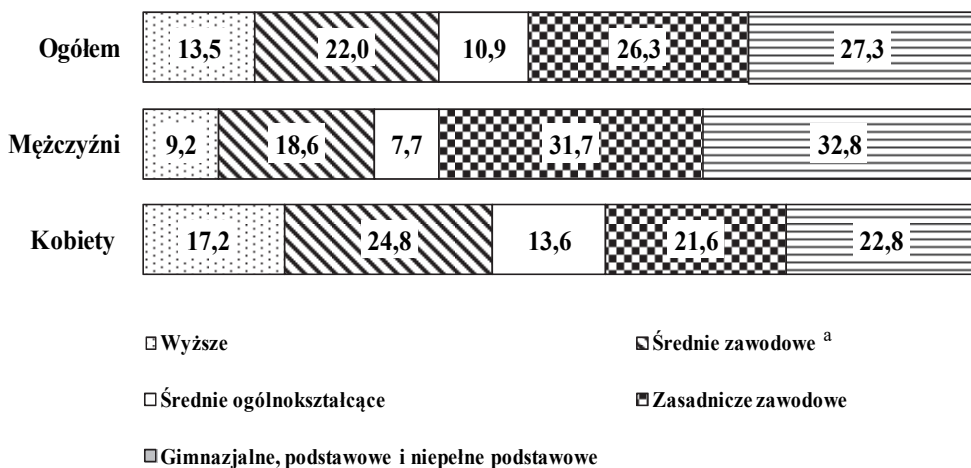 Ogółem 13,5 22,0 10,9 26,3 27,3
Mężczyźni 9,2 18,6 7,7 31,7 32,8
Kobiety 17,2 24,8 13,6 21,6 22,8
Wyższe Średnie zawodowe a
Średnie ogólnokształcące Zasadnicze zawodowe
Gimnazjalne, podstawowe i niepełne podstawowe